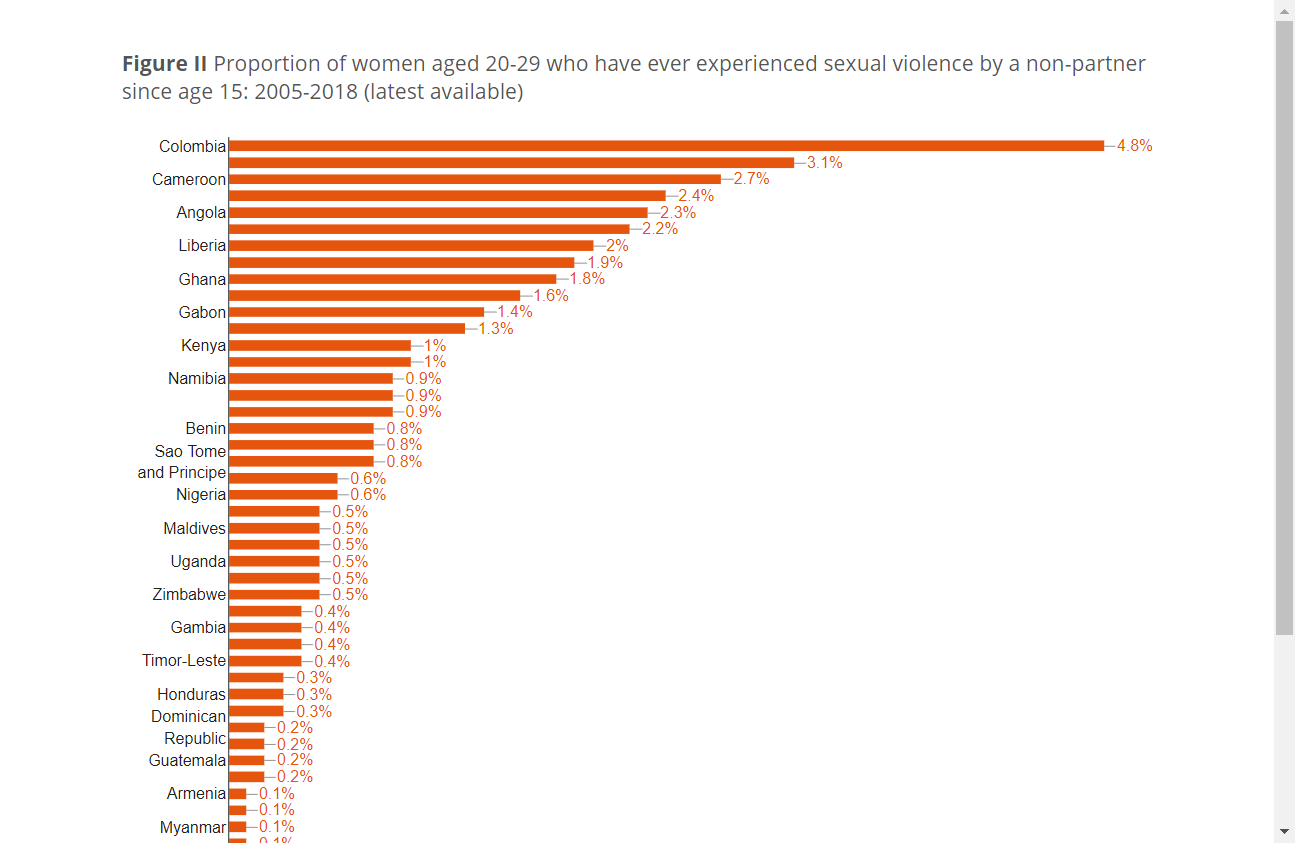 Figure II Proportion of women aged 20-29 who have ever experienced sexual violence by a non-partner
since age 15: 2005-2018 (latest available)
Colombia 4.8%
3.1%
Cameroon 2.7%
2.4%
Angola 2.3%
2.2%
Liberia 2%
1.9%
Ghana 1.8%
1.6%
Gabon 1.4%
1.3%
Kenya 1%
1%
Namibia 0.9%
0.9%
0.9%
Benin 0.8%
0.8%
Sao Tome
0.8%
and Principe
0.6%
Nigeria 0.6%
0.5%
Maldives 0.5%
0.5%
Uganda 0.5%
0.5%
Zimbabwe 0.5%
0.4%
Gambia 0.4%
0.4%
Timor-Leste 0.4%
0.3%
Honduras 0.3%
0.3%
Dominican
0.2%
Republic
0.2%
Guatemala 0.2%
0.2%
Armenia 0.1%
0.1%
Myanmar 0.1%
0.1%